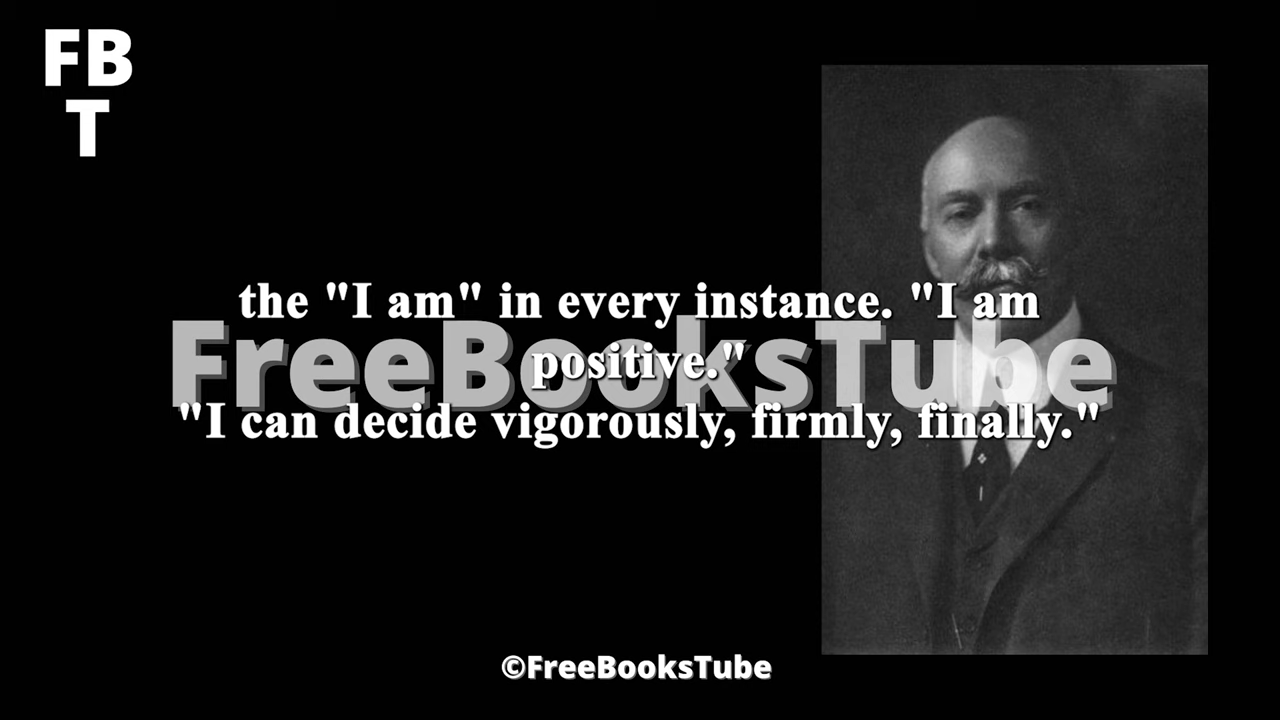 FB
T
the "I am" in every instance. "I am
positive."
FreeBooksTube
"I can decide vigorously, firmly, finally."
©FreeBooksTube